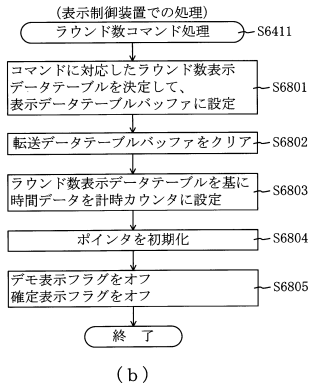 (表示制御装置での処理)
ラウンド数コマンド処理
S6411
コマンドに対応したラウンド数表示
データテーブルを決定して、
表示データテーブルバッファに設定
S6801
転送データテーブルバッファをクリア
S6802
ラウンド数表示データテーブルを基に
時間データを計時カウンタに設定
S6803
ポインタを初期化
S6804
デモ表示フラグをオフ
確定表示フラグをオフ
S6805
終 了
(b)